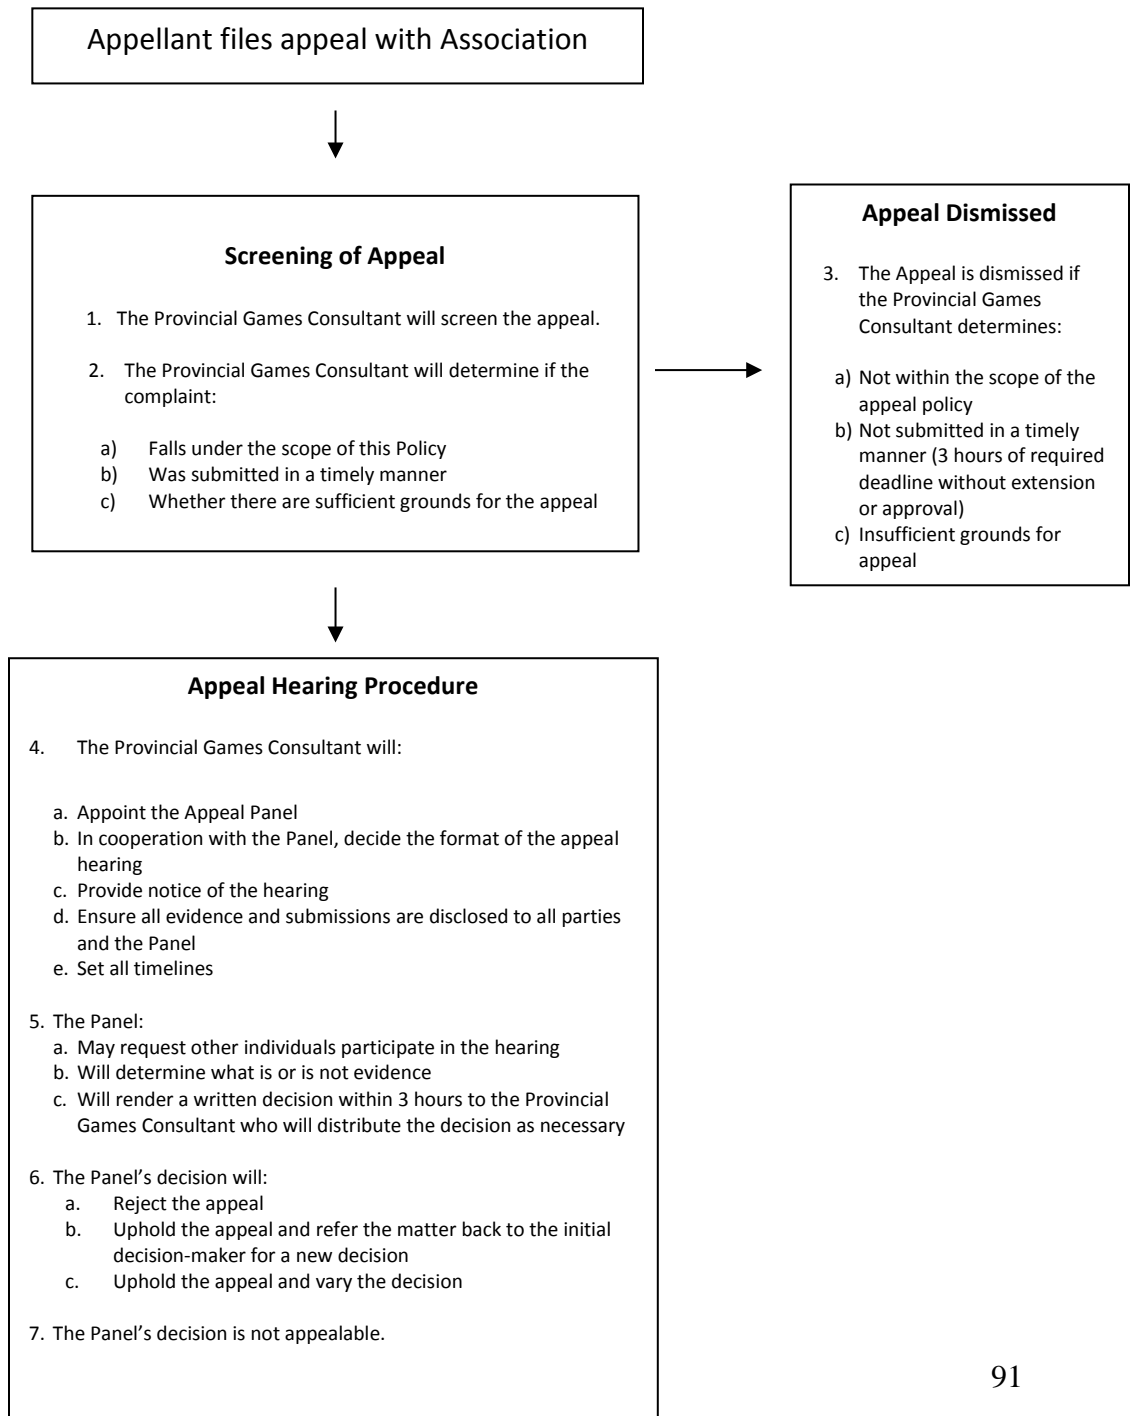 Appellant files appeal with Association
Screening of Appeal
1. The Provincial Games Consultant will screen the appeal.
2. The Provincial Games Consultant will determine if the
complaint:
a) Falls under the scope of this Policy
b) Was submitted in a timely manner
c) Whether there are sufficient grounds for the appeal
Appeal Dismissed
3. The Appeal is dismissed if
the Provincial Games
Consultant determines:
a) Not within the scope of the
appeal policy
b) Not submitted in a timely
manner (3 hours of required
deadline without extension
or approval)
c) Insufficient grounds for
appeal
Appeal Hearing Procedure
4. The Provincial Games Consultant will:
a. Appoint the Appeal Panel
b. In cooperation with the Panel, decide the format of the appeal
hearing
c. Provide notice of the hearing
d. Ensure all evidence and submissions are disclosed to all parties
and the Panel
e. Set all timelines
5. The Panel:
a. May request other individuals participate in the hearing
b. Will determine what is or is not evidence
c. Will render a written decision within 3 hours to the Provincial
Games Consultant who will distribute the decision as necessary
6. The Panel’s decision will:
a. Reject the appeal
b. Uphold the appeal and refer the matter back to the initial
decision-maker for a new decision
c. Uphold the appeal and vary the decision
7. The Panel’s decision is not appealable.
91